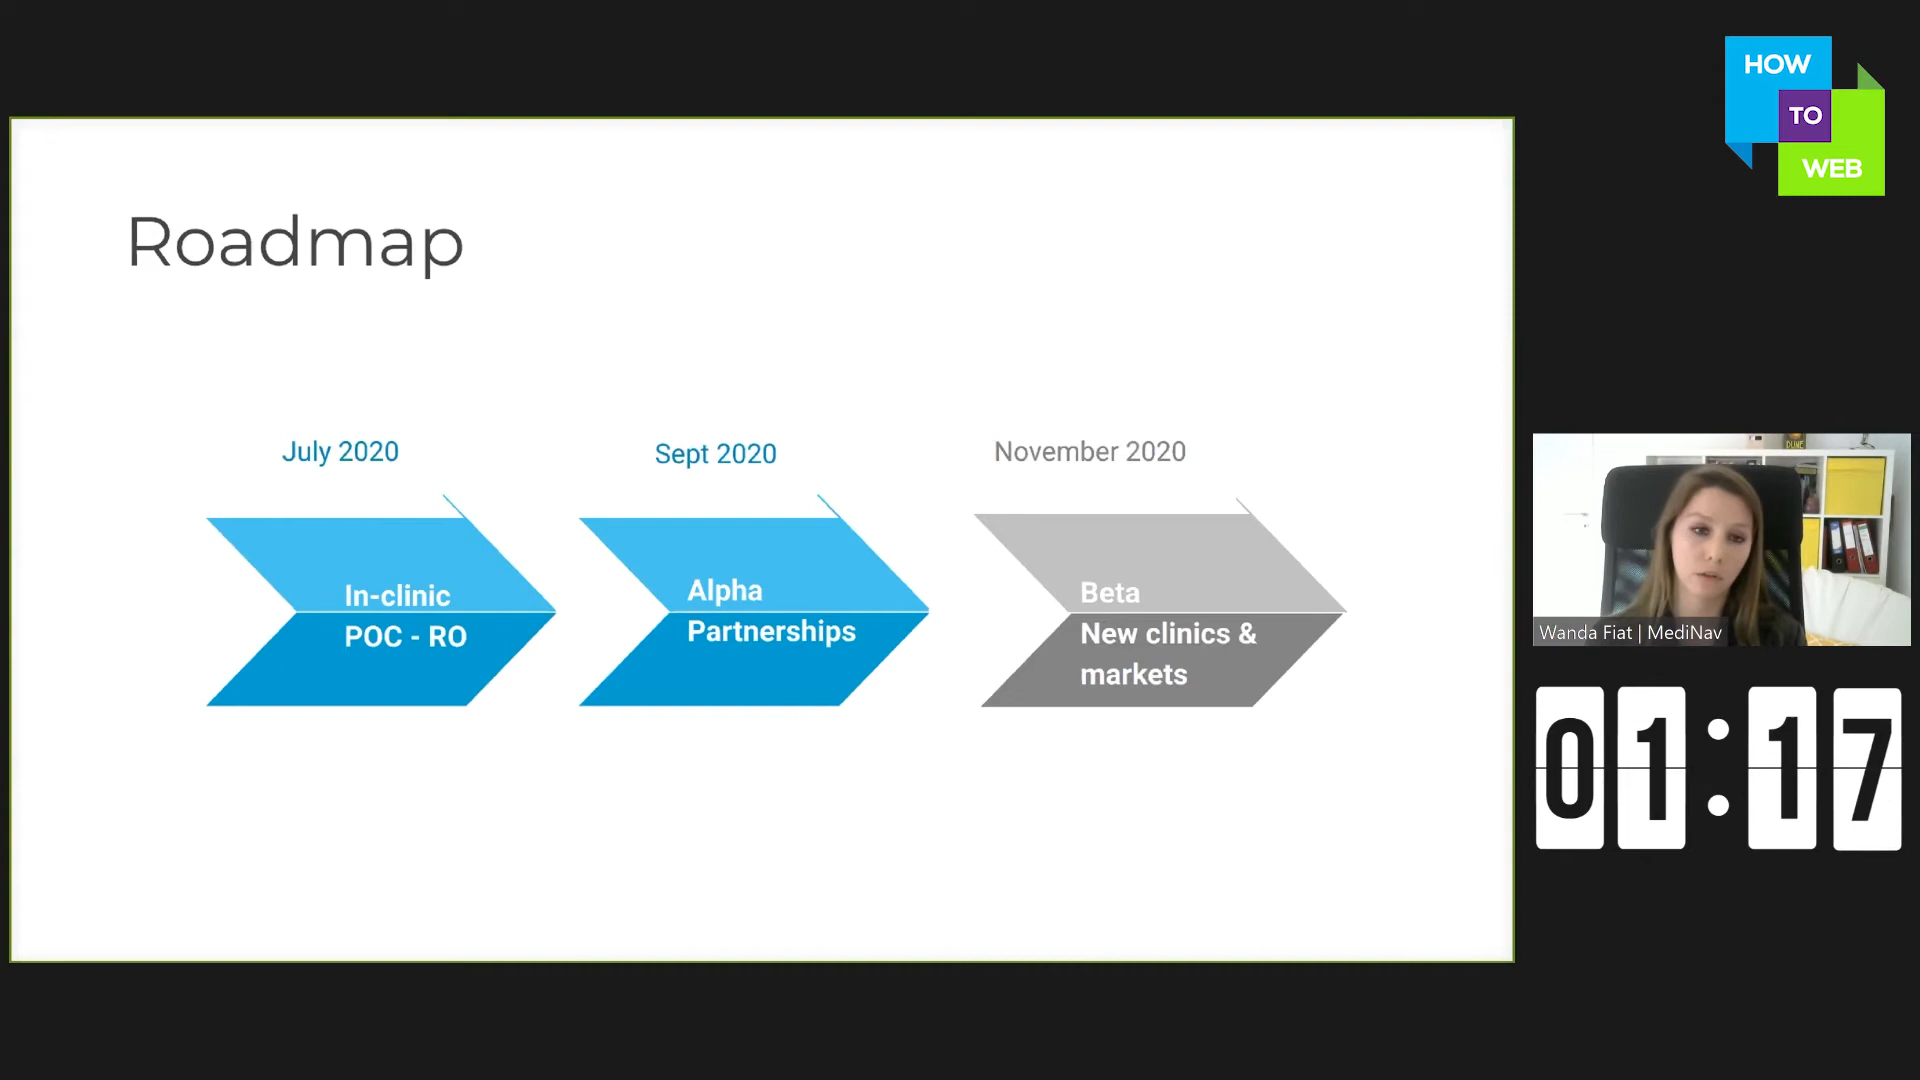 HOW
TO
WEB
Roadmap
July 2020
Sept 2020
November 2020
In-clinic
POC - RO
Alpha
Partnerships
Beta
New clinics &
markets
DUNE
Wanda Fiat | MediNav
01:17